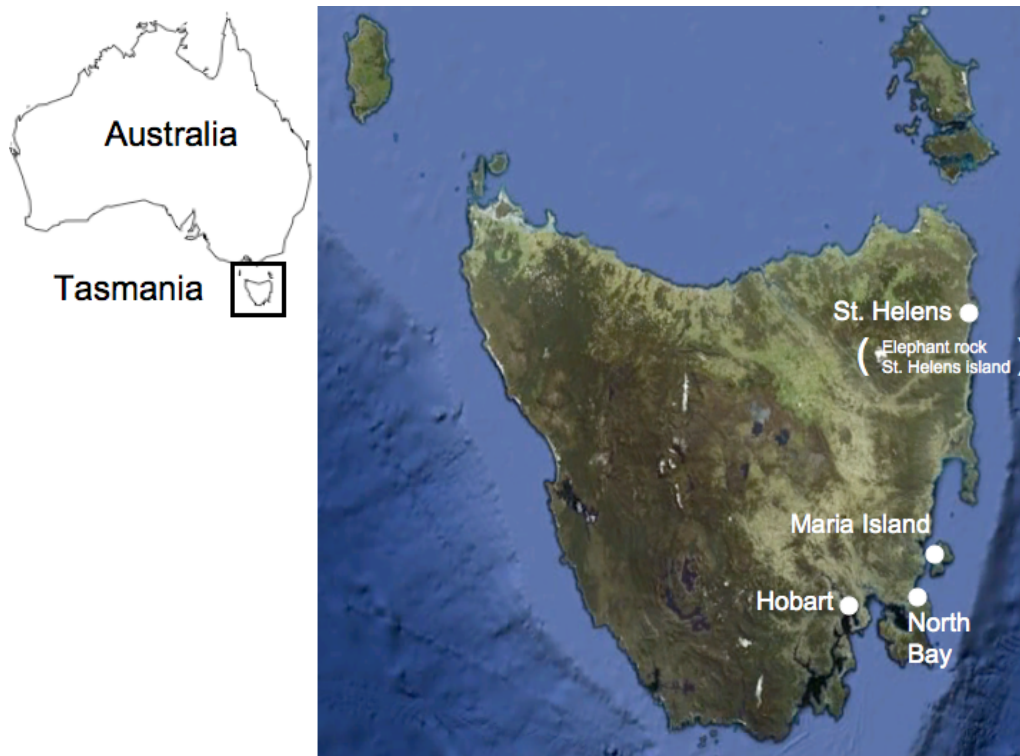 Australia
Tasmania
St. Helens
( Elephant rock
St. Helens island )
Maria Island
Hobart
North
Bay